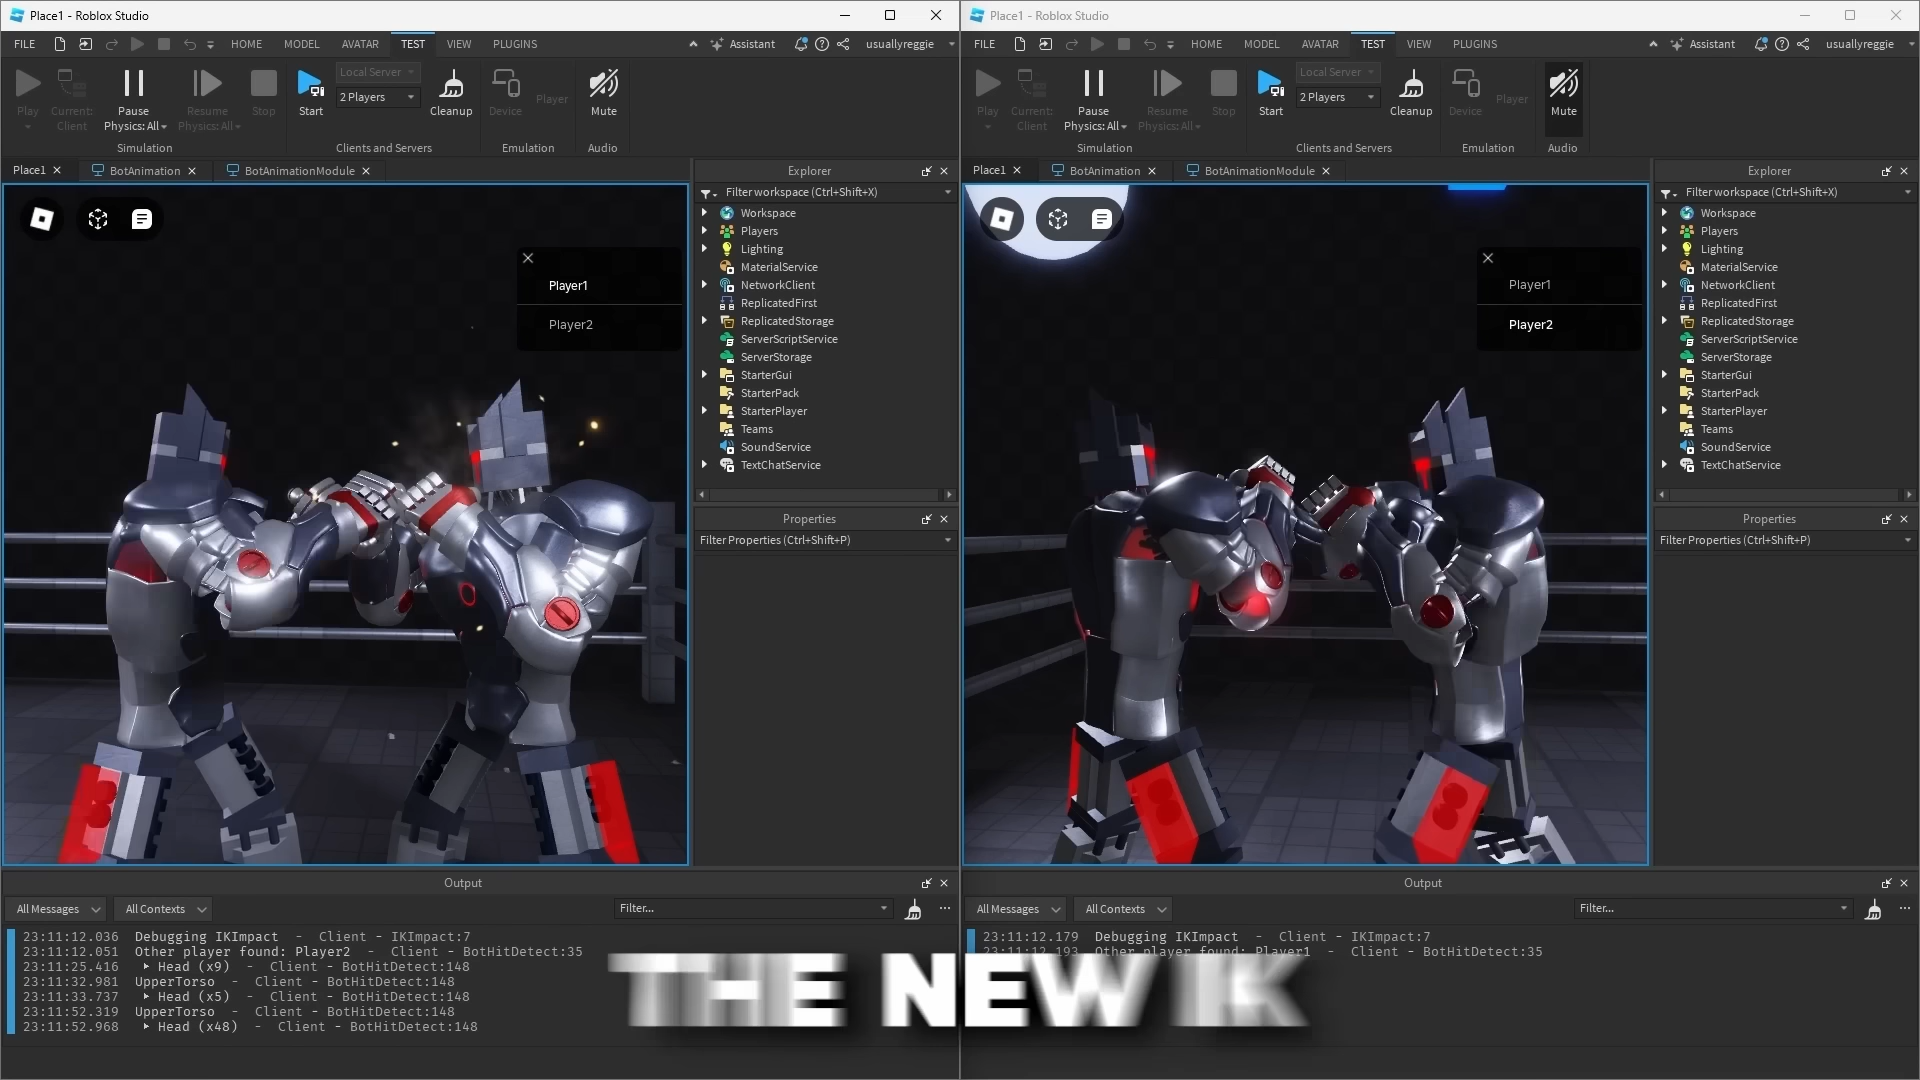 Place1 - Roblox Studio
FILE HOME MODEL AVATAR TEST VIEW PLUGINS Assistant usuallyreggie
Play Current: Client Pause Physics: All Resume Physics: All Stop Start Local Server 2 Players Cleanup Device Player Mute
Simulation Clients and Servers Emulation Audio
Place1 BotAnimation BotAnimationModule
Player1
Player2
Explorer
Filter workspace (Ctrl+Shift+X)
Workspace
Players
Lighting
MaterialService
NetworkClient
ReplicatedFirst
ReplicatedStorage
ServerScriptService
ServerStorage
StarterGui
StarterPack
StarterPlayer
Teams
SoundService
TextChatService
Properties
Filter Properties (Ctrl+Shift+P)
Output
All Messages All Contexts Filter...
23:11:12.036 Debugging IKImpact - Client - IKImpact:7
23:11:12.051 Other player found: Player2 - Client - BotHitDetect:35
23:11:25.416 Head (x9) - Client - BotHitDetect:148
23:11:32.981 UpperTorso - Client - BotHitDetect:148
23:11:33.737 Head (x5) - Client - BotHitDetect:148
23:11:52.319 UpperTorso - Client - BotHitDetect:148
23:11:52.968 Head (x48) - Client - BotHitDetect:148
Place1 - Roblox Studio
FILE HOME MODEL AVATAR TEST VIEW PLUGINS Assistant usuallyreggie
Play Current: Client Pause Physics: All Resume Physics: All Stop Start Local Server 2 Players Cleanup Device Player Mute
Simulation Clients and Servers Emulation Audio
Place1 BotAnimation BotAnimationModule
Player1
Player2
Explorer
Filter workspace (Ctrl+Shift+X)
Workspace
Players
Lighting
MaterialService
NetworkClient
ReplicatedFirst
ReplicatedStorage
ServerScriptService
ServerStorage
StarterGui
StarterPack
StarterPlayer
Teams
SoundService
TextChatService
Properties
Filter Properties (Ctrl+Shift+P)
Output
All Messages All Contexts Filter...
23:11:12.179 Debugging IKImpact - Client - IKImpact:7
23:11:12.193 Other player found: Player1 - Client - BotHitDetect:35
THE NEW IK